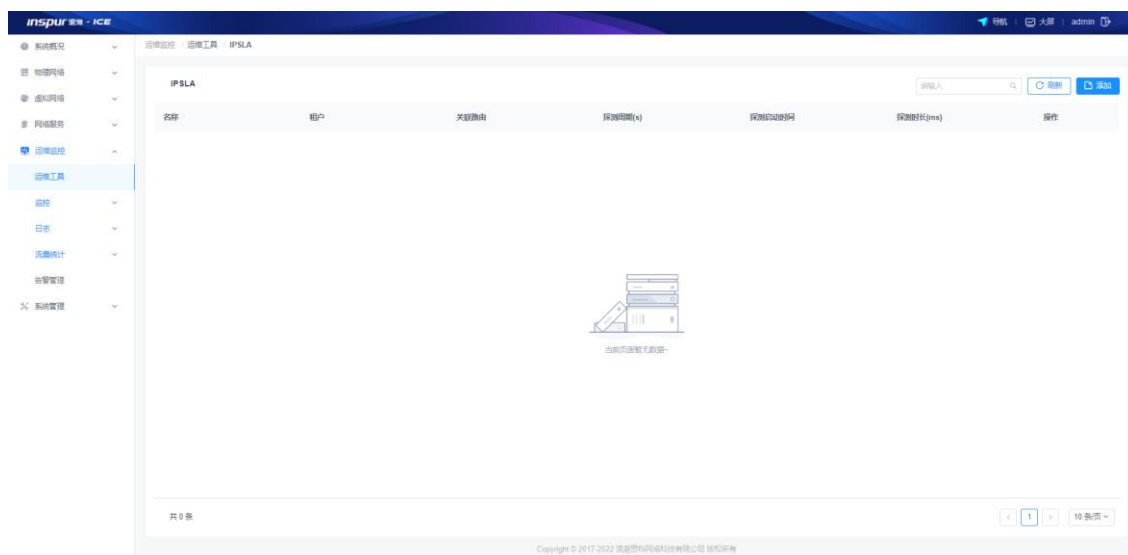 inspur 浪潮 - ICE
导航 | 大屏 | admin
系统概况
物理网络
虚拟网络
网络服务
运维监控
运维工具
监控
日志
流量统计
告警管理
系统管理
运维监控 / 运维工具 / IPSLA
IPSLA
请输入
刷新
添加
名称 租户 关联路由 探测周期(s) 探测启动时间 探测时长(ms) 操作
当前页面暂无数据~
共 0 条
1
10 条/页
Copyright © 2017-2022 浪潮思科网络科技有限公司 版权所有